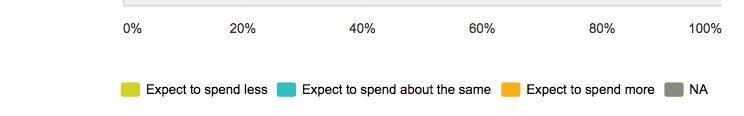 0% 20% 40% 60% 80% 100%
Expect to spend less Expect to spend about the same Expect to spend more NA